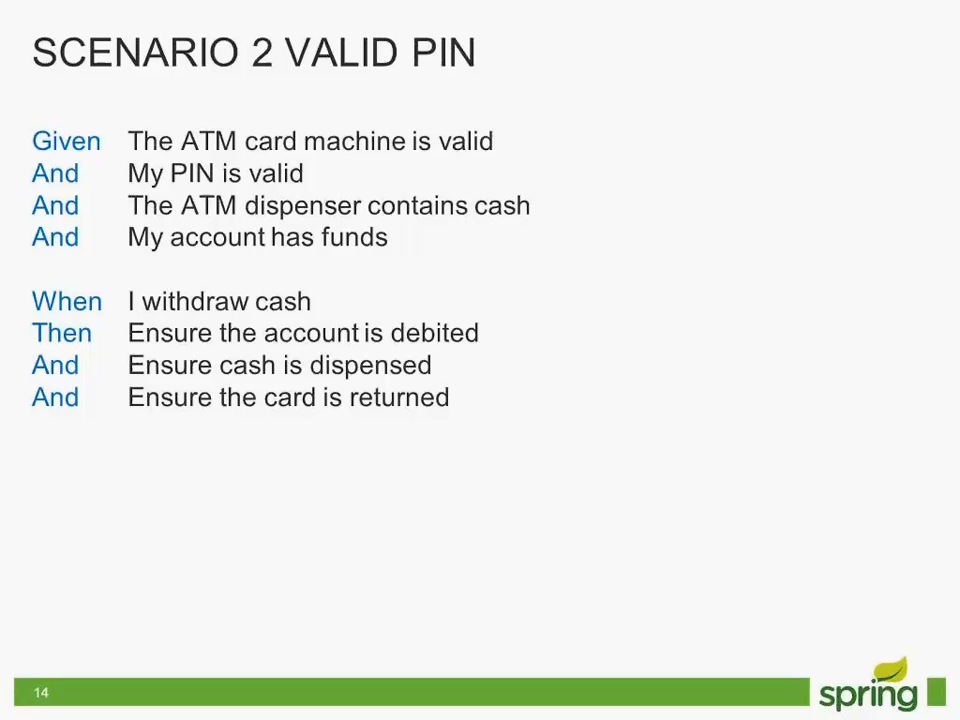 SCENARIO 2 VALID PIN
Given The ATM card machine is valid
And My PIN is valid
And The ATM dispenser contains cash
And My account has funds
When I withdraw cash
Then Ensure the account is debited
And Ensure cash is dispensed
And Ensure the card is returned
14
spring